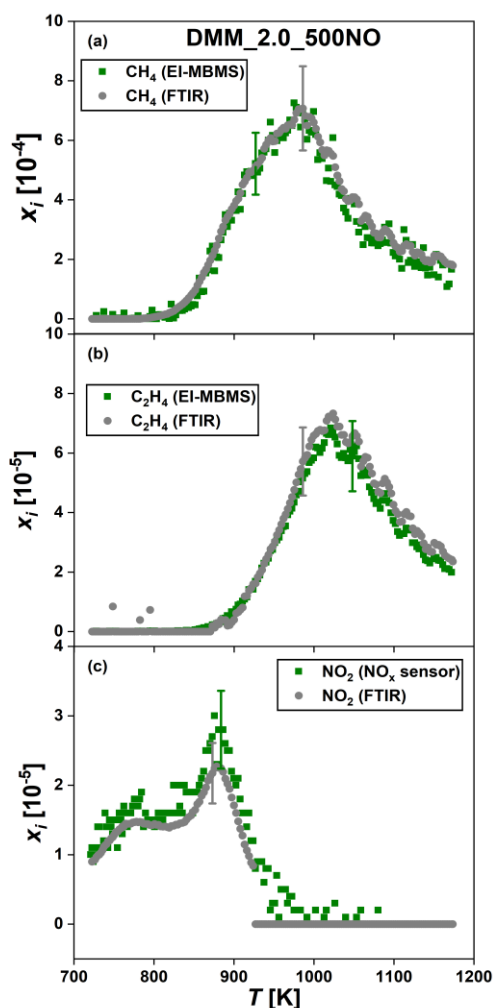 DMM_2.0_500NO
(a)
CH₄ (EI-MBMS)
CH₄ (FTIR)
10
8
6
4
2
0
xᵢ [10⁻⁴]
(b)
C₂H₄ (EI-MBMS)
C₂H₄ (FTIR)
10
8
6
4
2
0
xᵢ [10⁻⁵]
(c)
NO₂ (NOₓ sensor)
NO₂ (FTIR)
4
3
2
1
0
xᵢ [10⁻⁵]
700 800 900 1000 1100 1200
T [K]